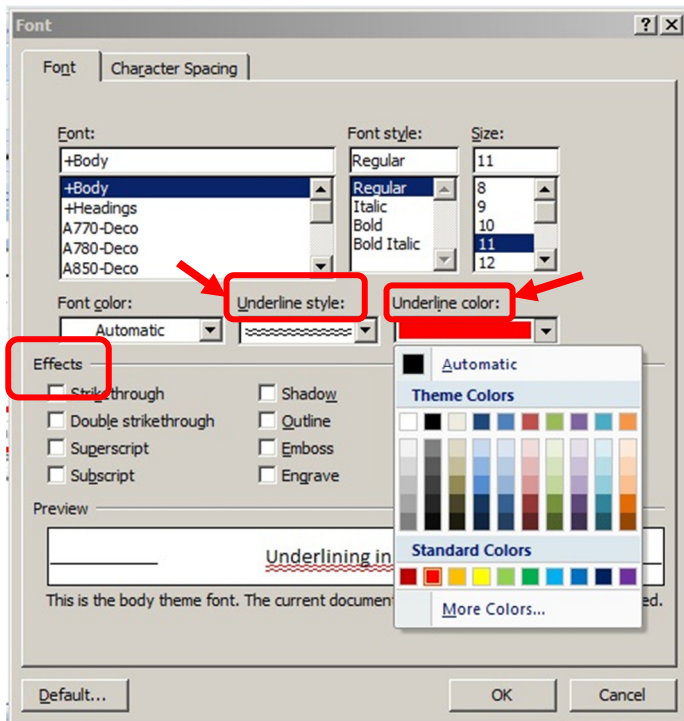 Font
Font Character Spacing
Font: Font style: Size:
+Body Regular 11
+Body Regular 8
+Headings Italic 9
A770-Deco Bold 10
A780-Deco Bold Italic 11
A850-Deco 12
Font color: Underline style: Underline color:
Automatic
Automatic
Effects
Strikethrough Shadow
Theme Colors
Double strikethrough Outline
Superscript Emboss
Subscript Engrave
Preview
Underlining in
Standard Colors
This is the body theme font. The current document ed.
More Colors...
Default... OK Cancel